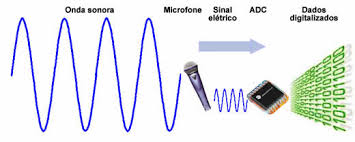 Onda sonora
Microfone
Sinal
elétrico
ADC
Dados
digitalizados